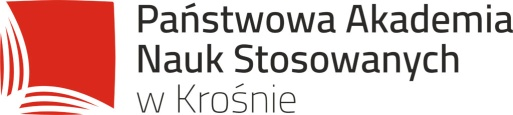 Państwowa Akademia
Nauk Stosowanych
w Krośnie